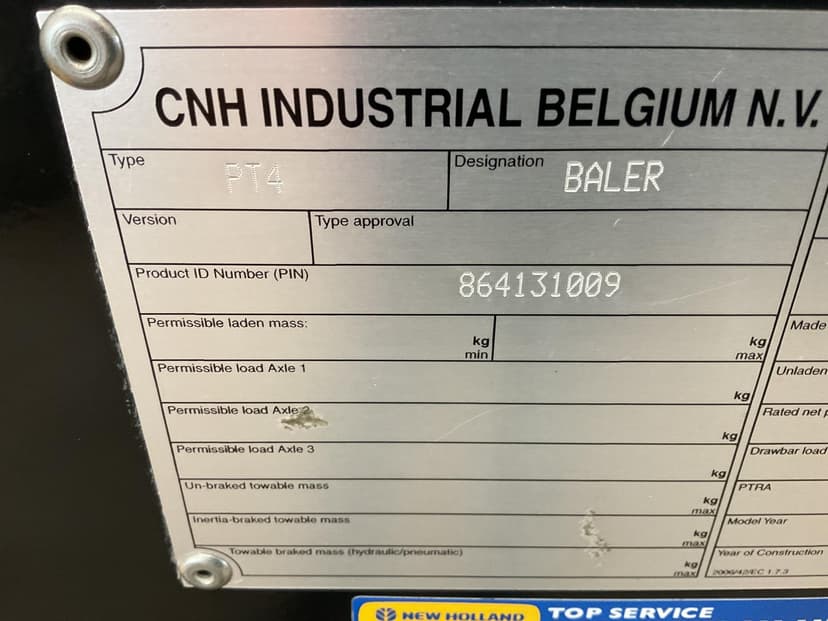 CNH INDUSTRIAL BELGIUM N.V.
Type PT4 Designation BALER
Version Type approval
Product ID Number (PIN) 864131009
Permissible laden mass: kg min kg max
Made
Permissible load Axle 1 kg
Unladen
Permissible load Axle 2 kg
Rated net
Permissible load Axle 3 kg
Drawbar load
Un-braked towable mass kg max
PTRA
Inertia-braked towable mass kg max
Model Year
Towable braked mass (hydraulic/pneumatic) kg max
Year of Construction
2006/42/EC 1.7.3
NEW HOLLAND TOP SERVICE